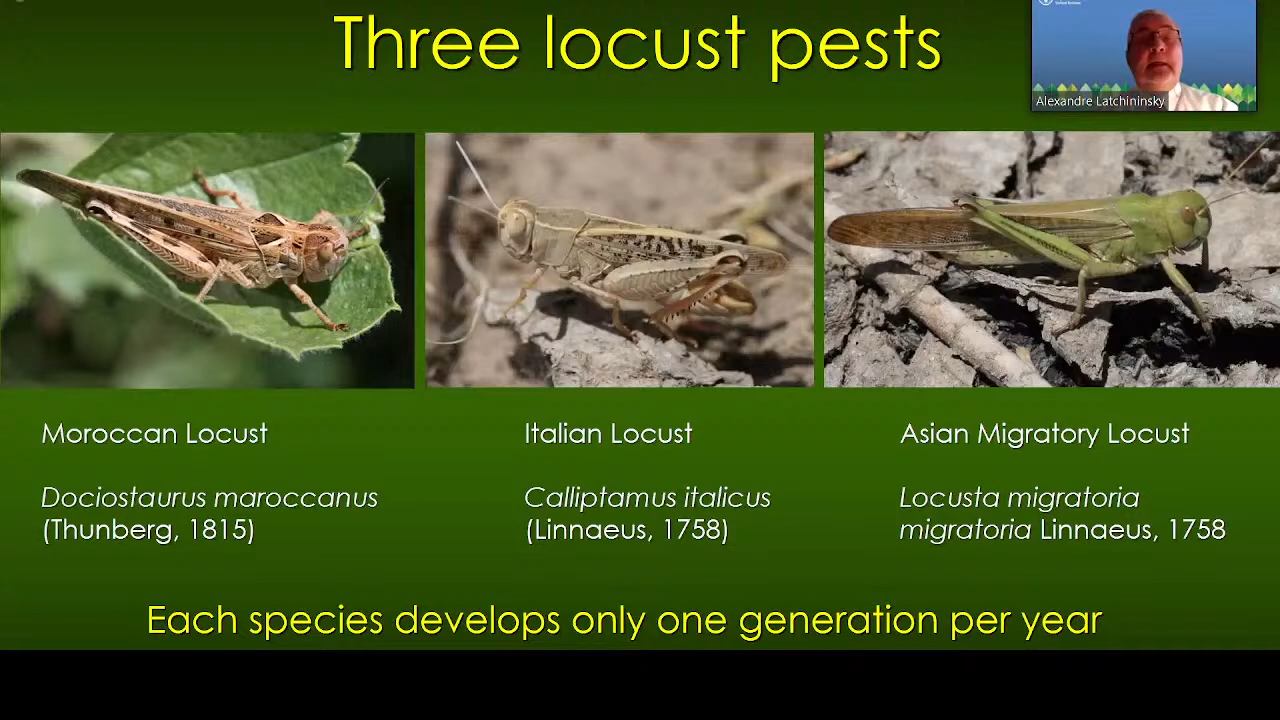 Three locust pests
Alexandre Latchininsky
Moroccan Locust
Italian Locust
Asian Migratory Locust
Dociostaurus maroccanus
(Thunberg, 1815)
Calliptamus italicus
(Linnaeus, 1758)
Locusta migratoria
migratoria Linnaeus, 1758
Each species develops only one generation per year